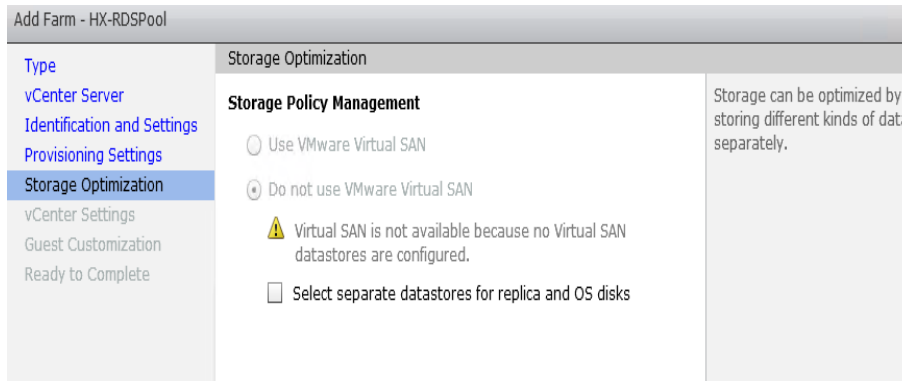 Add Farm - HX-RDSPool
Type
vCenter Server
Identification and Settings
Provisioning Settings
Storage Optimization
vCenter Settings
Guest Customization
Ready to Complete
Storage Optimization
Storage Policy Management
Use VMware Virtual SAN
Do not use VMware Virtual SAN
Virtual SAN is not available because no Virtual SAN
datastores are configured.
Select separate datastores for replica and OS disks
Storage can be optimized by
storing different kinds of data
separately.